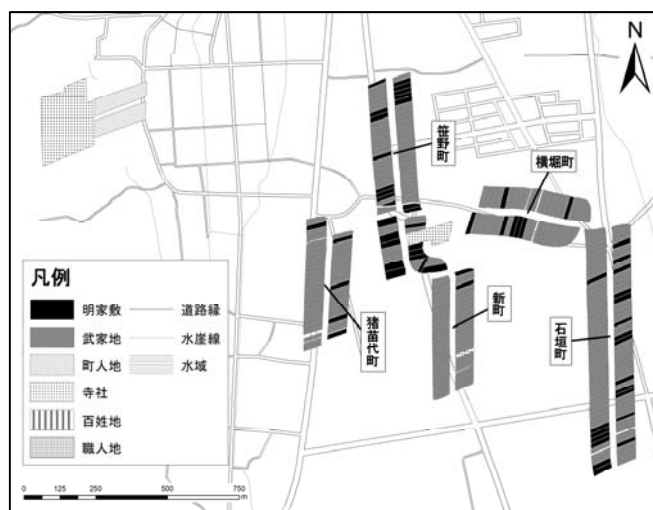 N
笹野町
横堀町
猪苗代町
新町
石垣町
凡例
明家敷
道路縁
武家地
水崖線
町人地
水域
寺社
百姓地
職人地
0 125 250 500 750
m